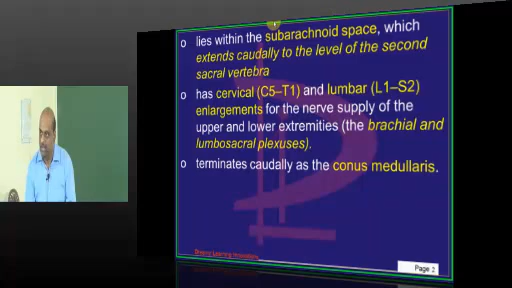 o lies within the subarachnoid space, which
extends caudally to the level of the second
sacral vertebra
o has cervical (C5–T1) and lumbar (L1–S2)
enlargements for the nerve supply of the
upper and lower extremities (the brachial and
lumbosacral plexuses).
o terminates caudally as the conus medullaris.
Page 2